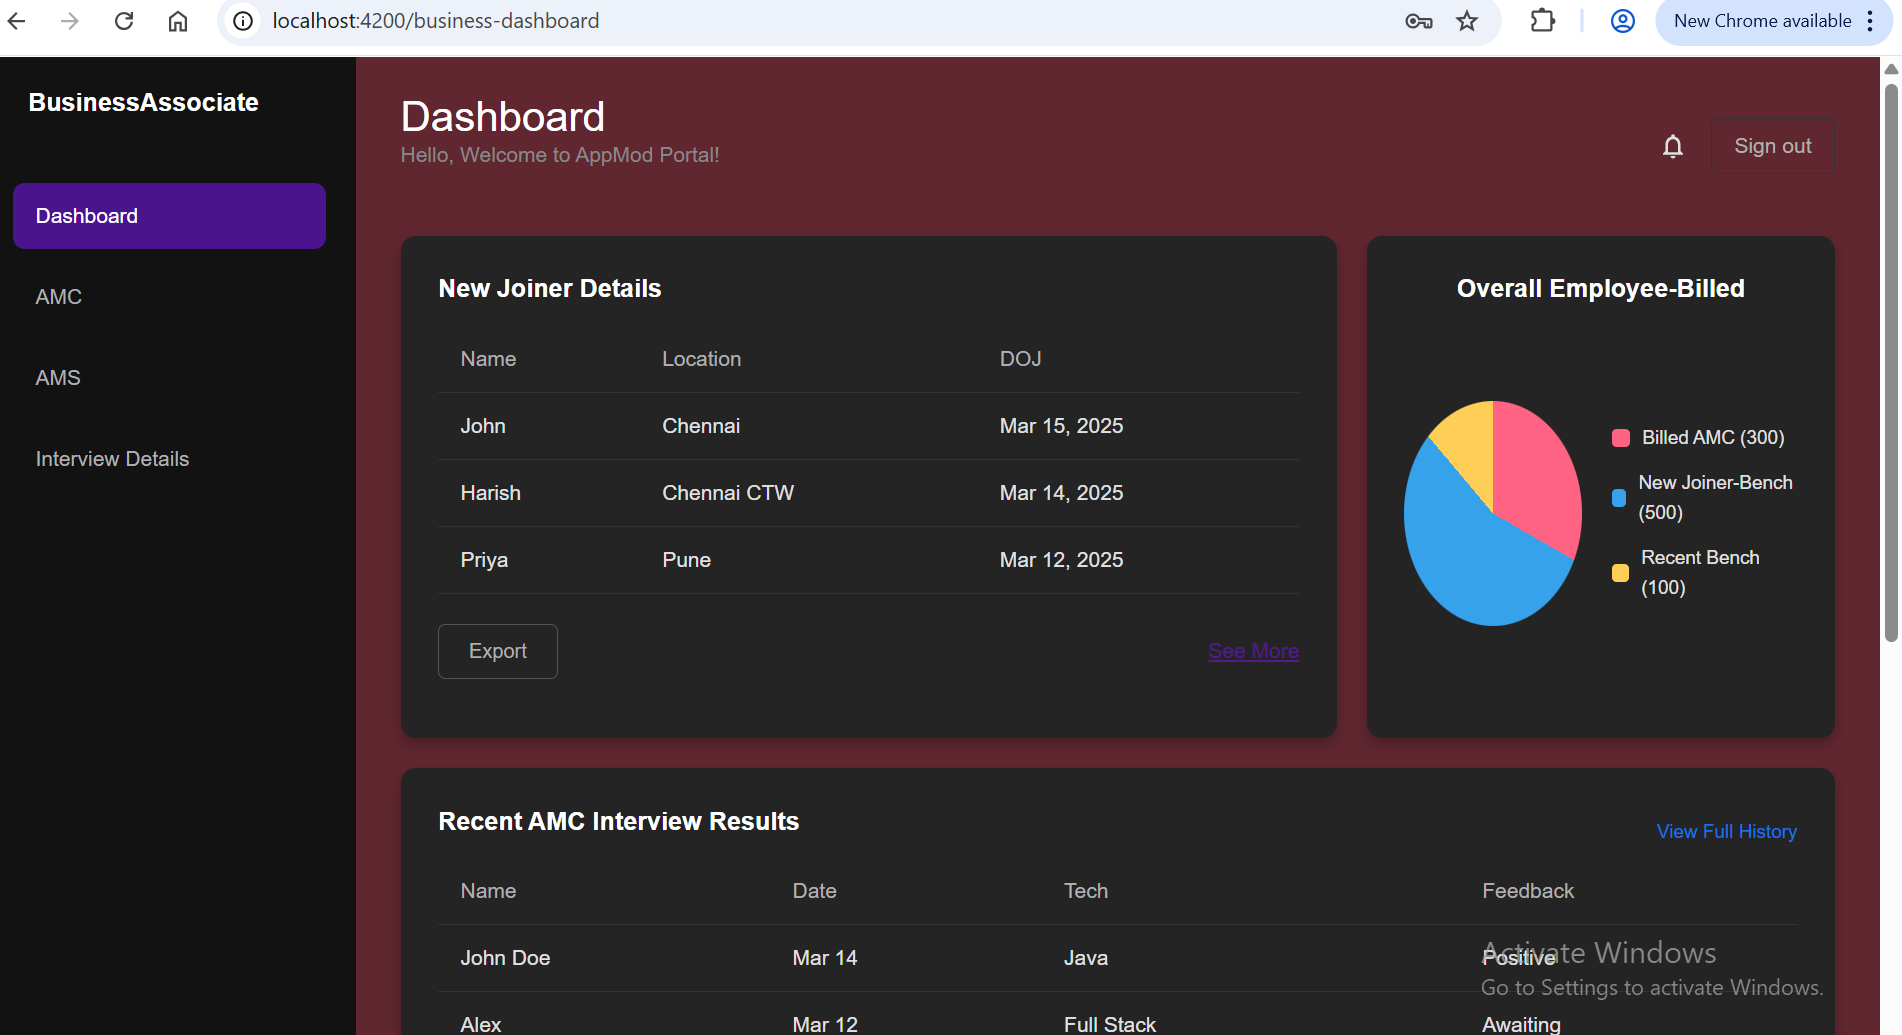 localhost:4200/business-dashboard
New Chrome available
BusinessAssociate
Dashboard
AMC
AMS
Interview Details
Dashboard
Hello, Welcome to AppMod Portal!
Sign out
New Joiner Details
Name Location DOJ
John Chennai Mar 15, 2025
Harish Chennai CTW Mar 14, 2025
Priya Pune Mar 12, 2025
Export
See More
Overall Employee-Billed
Billed AMC (300)
New Joiner-Bench
(500)
Recent Bench
(100)
Recent AMC Interview Results
View Full History
Name Date Tech Feedback
John Doe Mar 14 Java Positive
Alex Mar 12 Full Stack Awaiting
Activate Windows
Go to Settings to activate Windows.